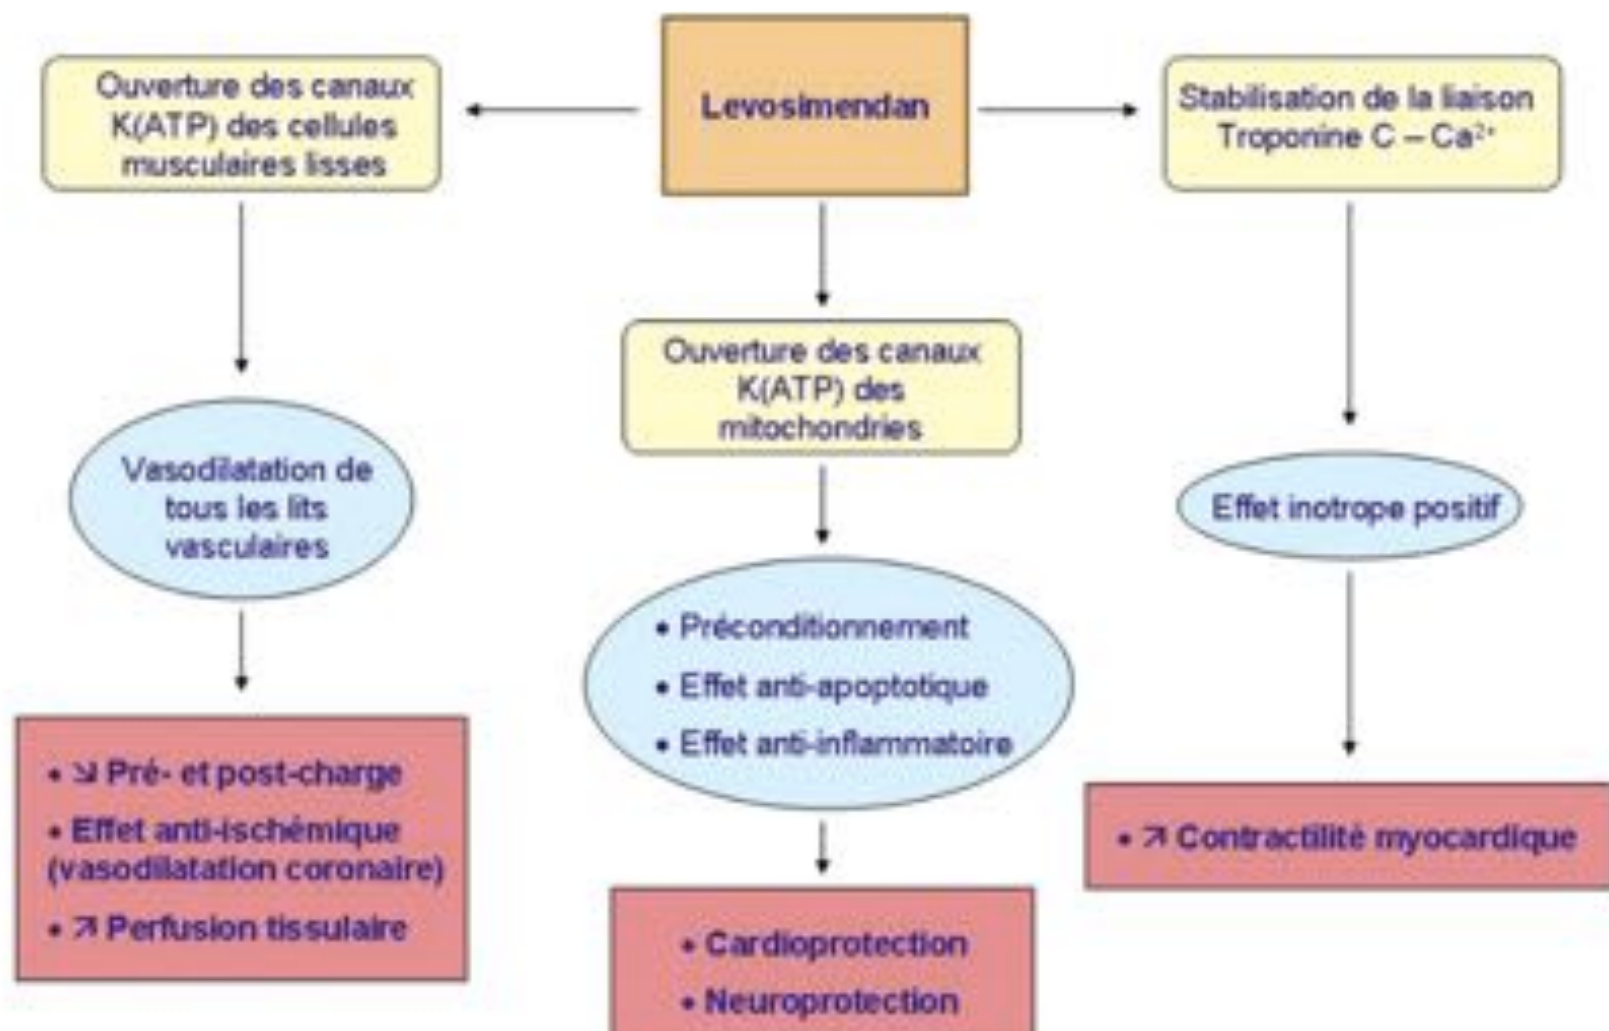 Levosimendan
Ouverture des canaux
K(ATP) des cellules
musculaires lisses
Vasodilatation de
tous les lits
vasculaires
• ↘ Pré- et post-charge
• Effet anti-ischémique
(vasodilatation coronaire)
• ↗ Perfusion tissulaire
Ouverture des canaux
K(ATP) des
mitochondries
• Préconditionnement
• Effet anti-apoptotique
• Effet anti-inflammatoire
• Cardioprotection
• Neuroprotection
Stabilisation de la liaison
Troponine C – Ca²⁺
Effet inotrope positif
• ↗ Contractilité myocardique